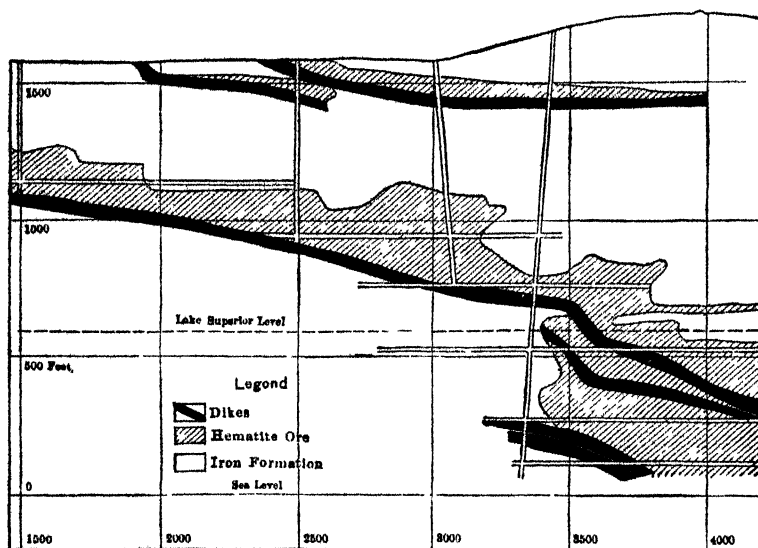 1500
1000
Lake Superior Level
500 Feet.
Legend
Dikes
Hematite Ore
Iron Formation
Sea Level
0
1000
2000
2500
3000
3500
4000